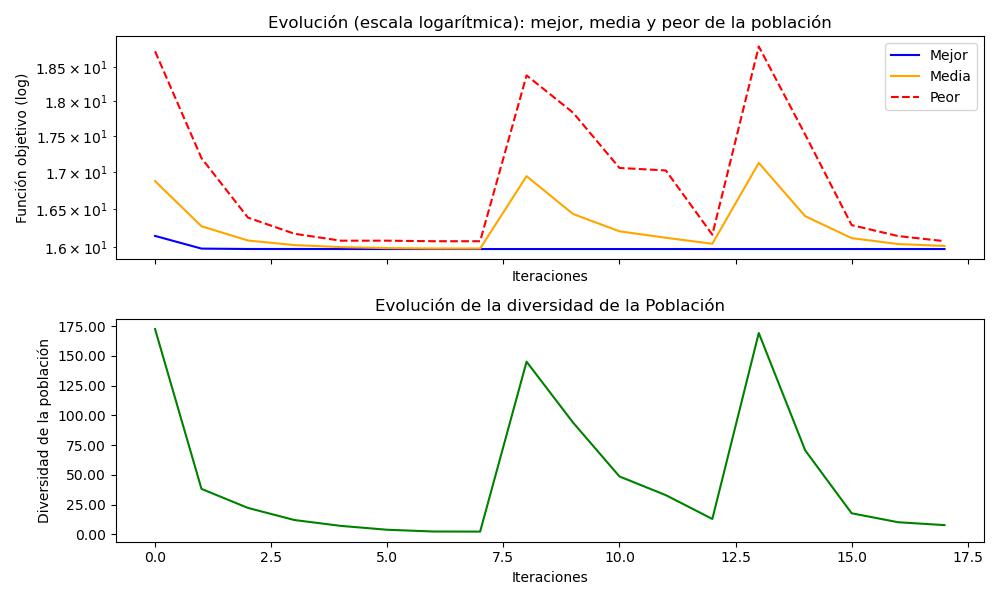 Evolución (escala logarítmica): mejor, media y peor de la población
Función objetivo (log)
1.85 × 10¹
1.8 × 10¹
1.75 × 10¹
1.7 × 10¹
1.65 × 10¹
1.6 × 10¹
Mejor
Media
Peor
Iteraciones
Evolución de la diversidad de la Población
Diversidad de la población
175.00
150.00
125.00
100.00
75.00
50.00
25.00
0.00
0.0 2.5 5.0 7.5 10.0 12.5 15.0 17.5
Iteraciones